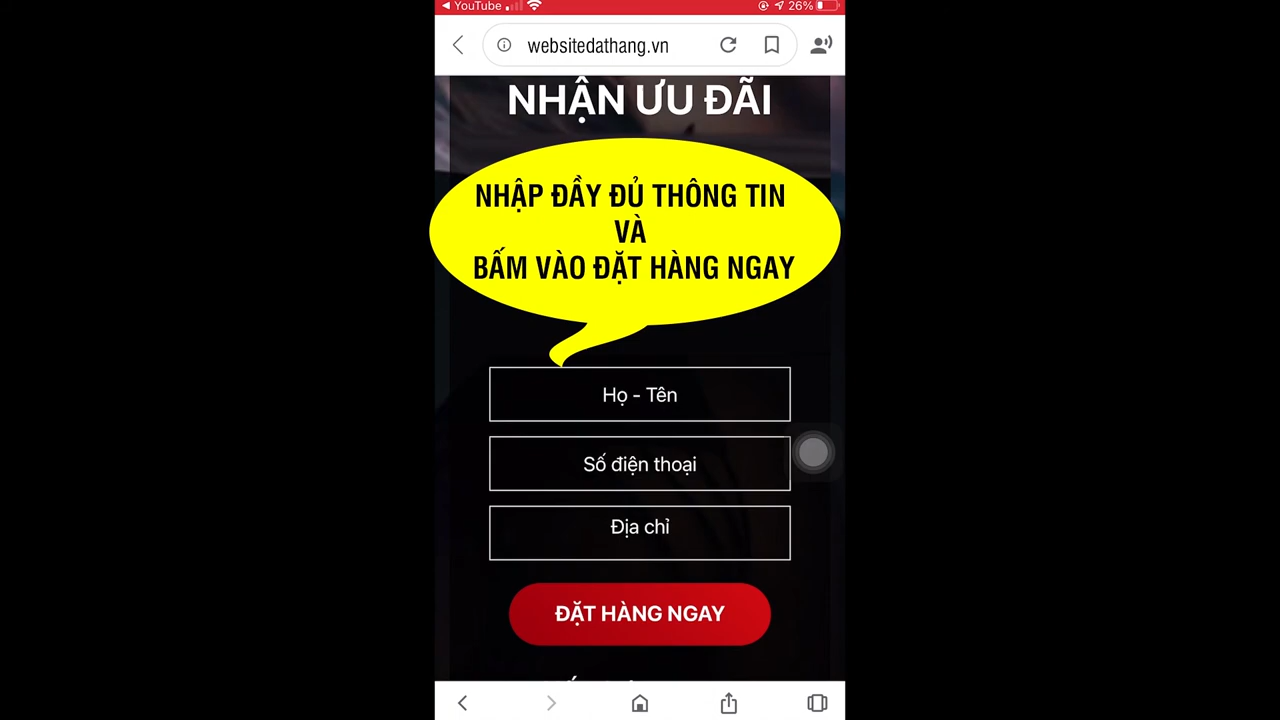 YouTube 26%
websitedathang.vn
NHẬN ƯU ĐÃI
NHẬP ĐẦY ĐỦ THÔNG TIN
VÀ
BẤM VÀO ĐẶT HÀNG NGAY
Họ - Tên
Số điện thoại
Địa chỉ
ĐẶT HÀNG NGAY